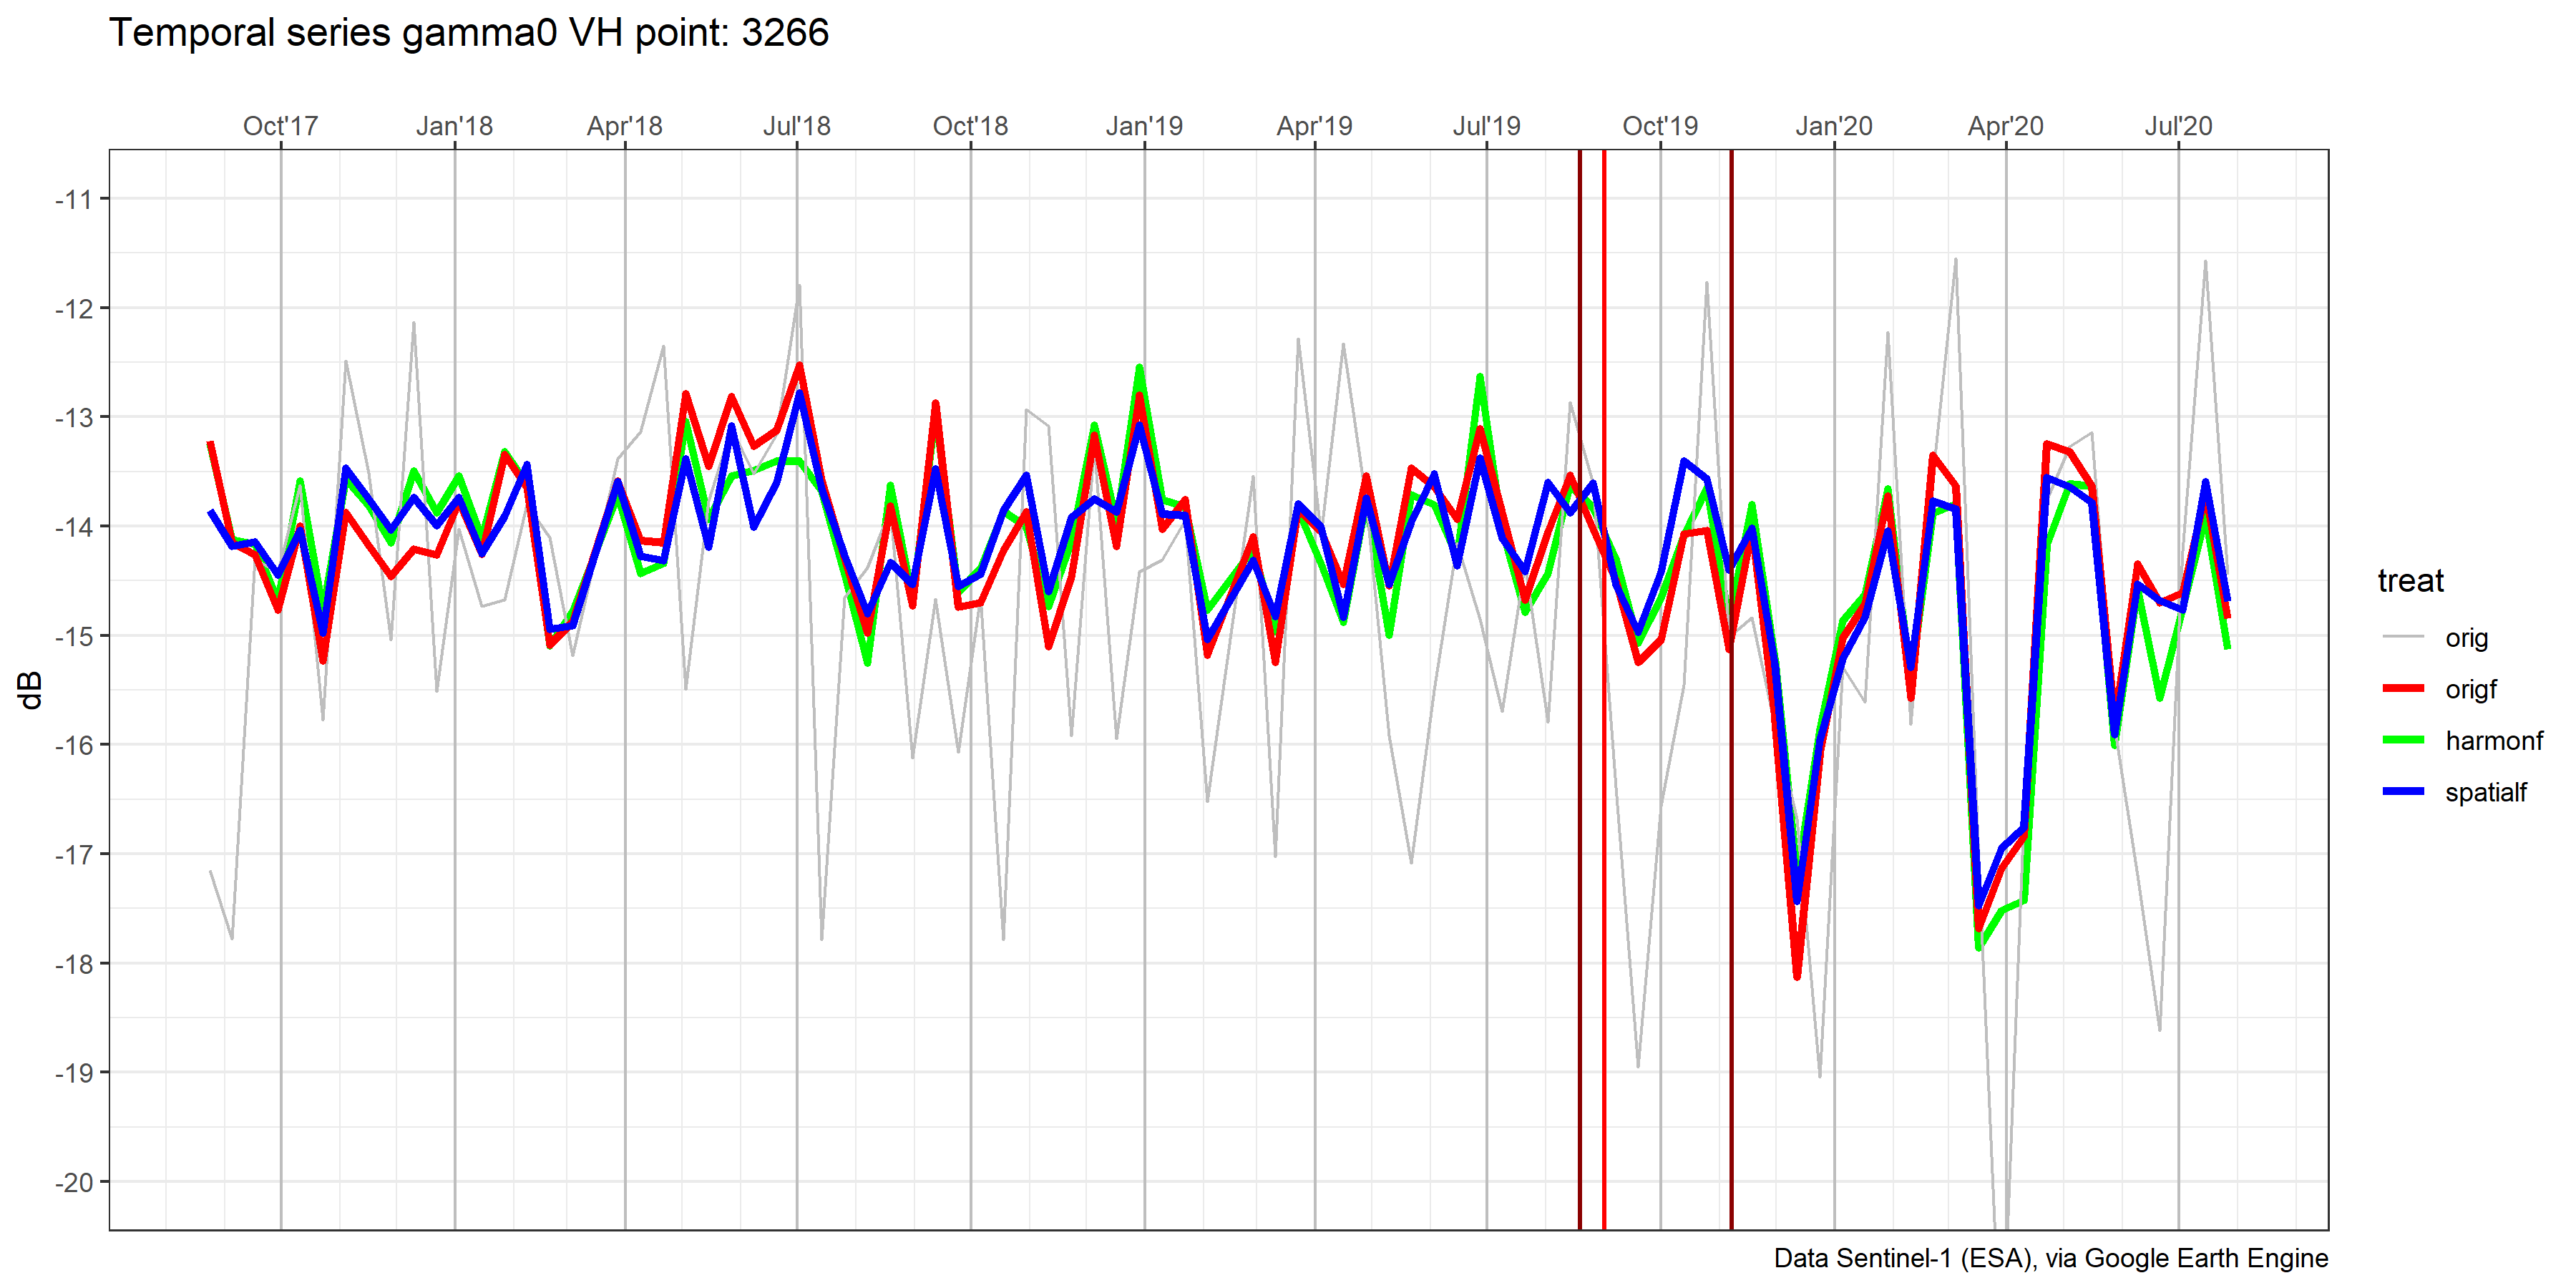 Temporal series gamma0 VH point: 3266
Oct'17 Jan'18 Apr'18 Jul'18 Oct'18 Jan'19 Apr'19 Jul'19 Oct'19 Jan'20 Apr'20 Jul'20
-11
-12
-13
-14
-15
-16
-17
-18
-19
-20
dB
treat
orig
origf
harmonf
spatialf
Data Sentinel-1 (ESA), via Google Earth Engine